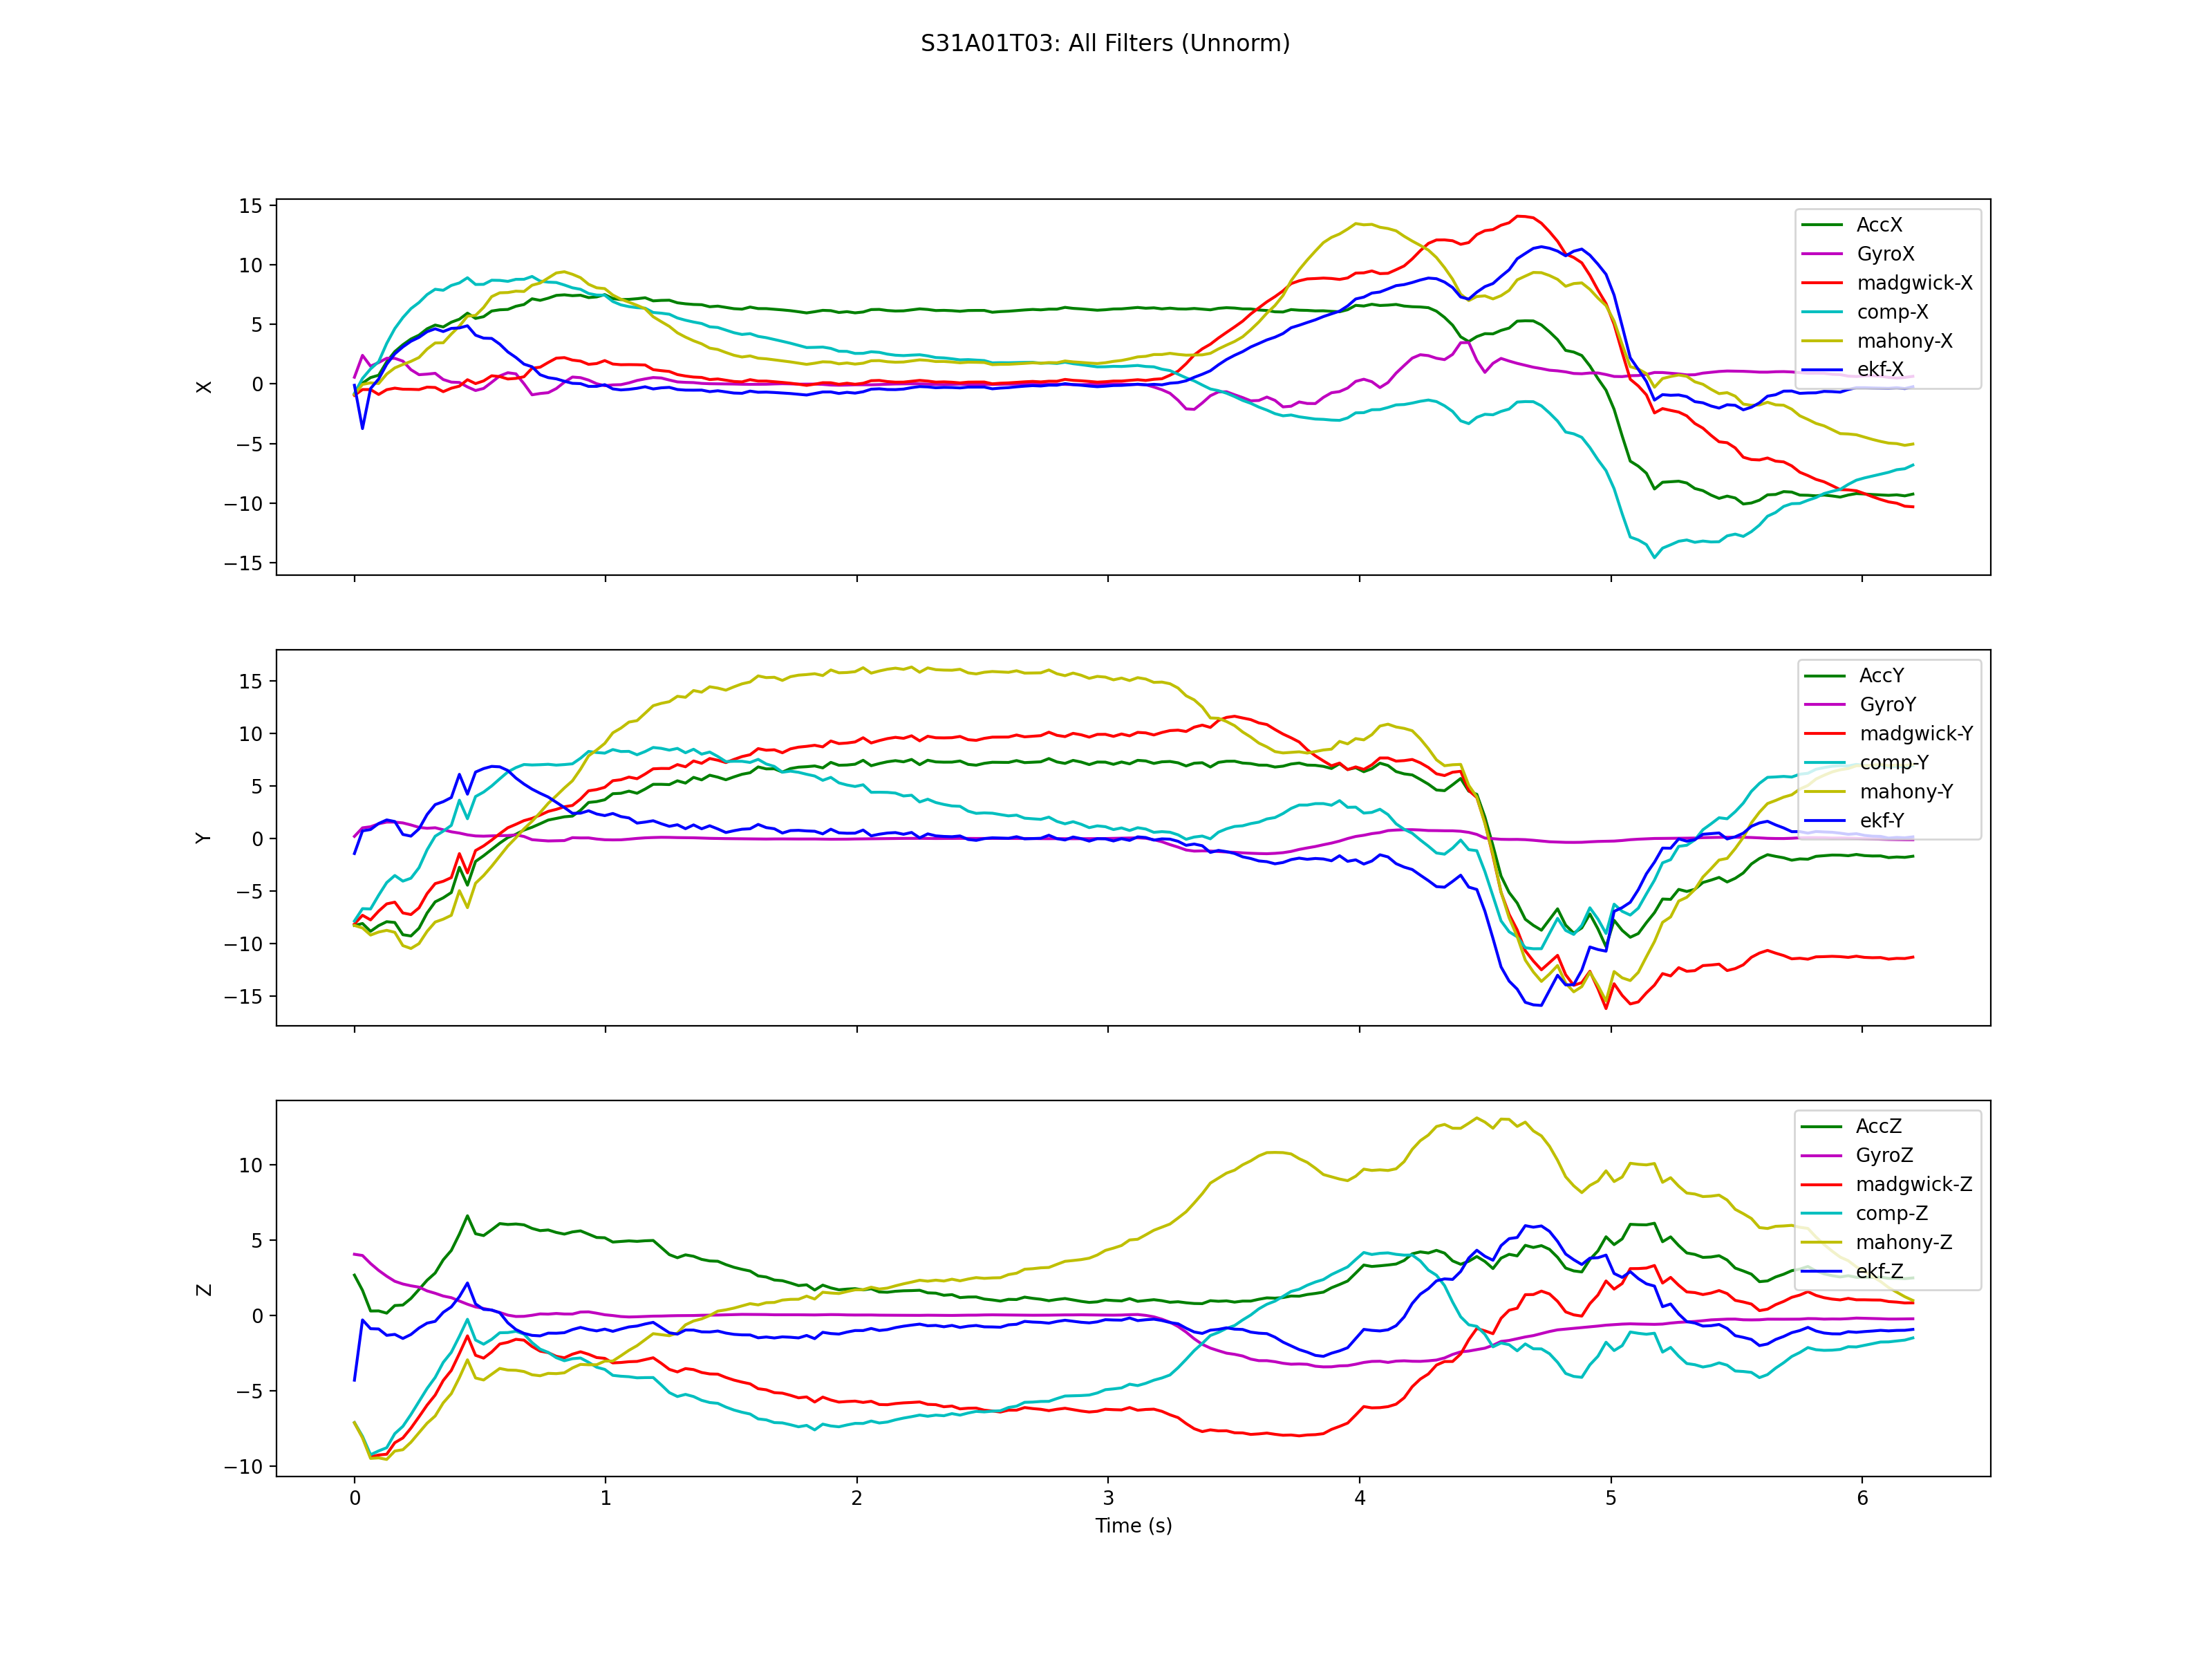 S31A01T03: All Filters (Unnorm)
15
10
5
0
−5
−10
−15
X
AccX
GyroX
madgwick-X
comp-X
mahony-X
ekf-X
15
10
5
0
−5
−10
−15
Y
AccY
GyroY
madgwick-Y
comp-Y
mahony-Y
ekf-Y
10
5
0
−5
−10
Z
AccZ
GyroZ
madgwick-Z
comp-Z
mahony-Z
ekf-Z
0 1 2 3 4 5 6
Time (s)